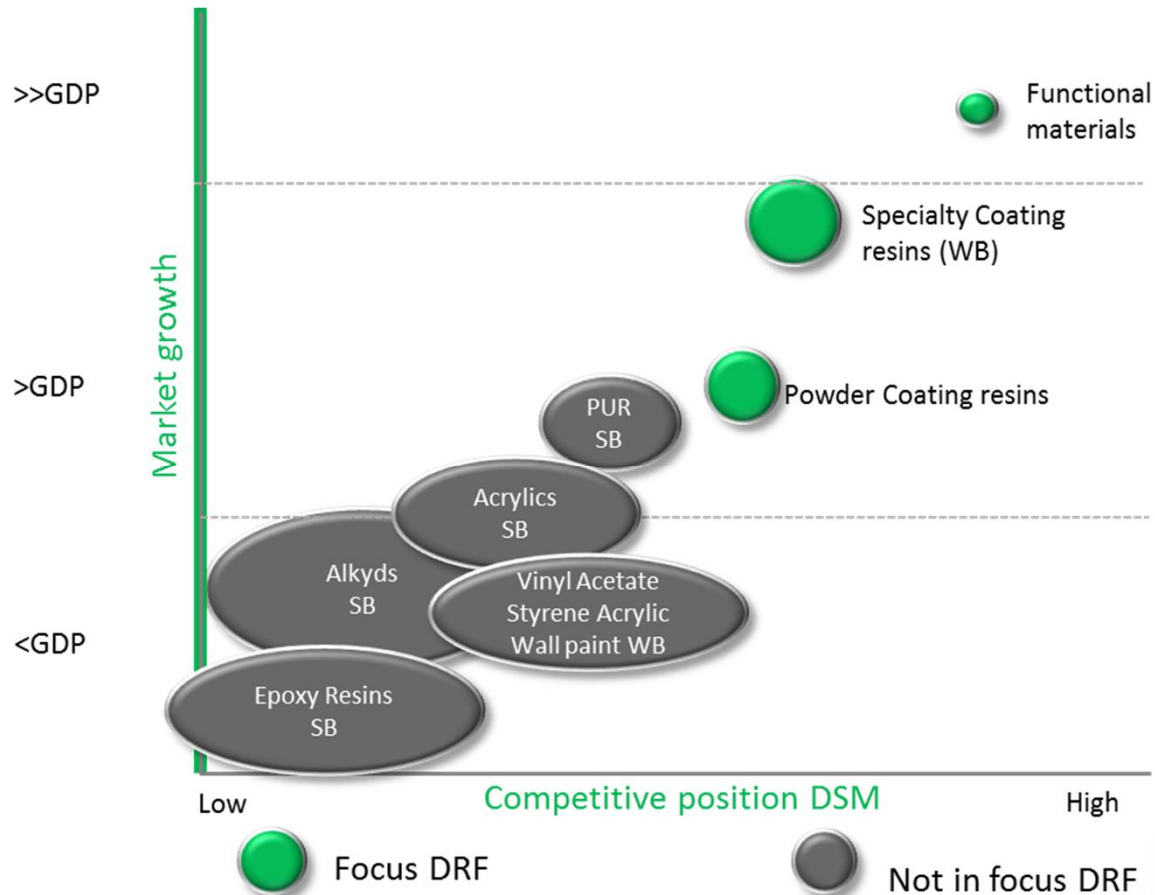 >>GDP
Functional
materials
Specialty Coating
resins (WB)
Market growth
>GDP
Powder Coating resins
PUR
SB
Acrylics
SB
Alkyds
SB
Vinyl Acetate
Styrene Acrylic
Wall paint WB
<GDP
Epoxy Resins
SB
Low
Competitive position DSM
High
Focus DRF
Not in focus DRF